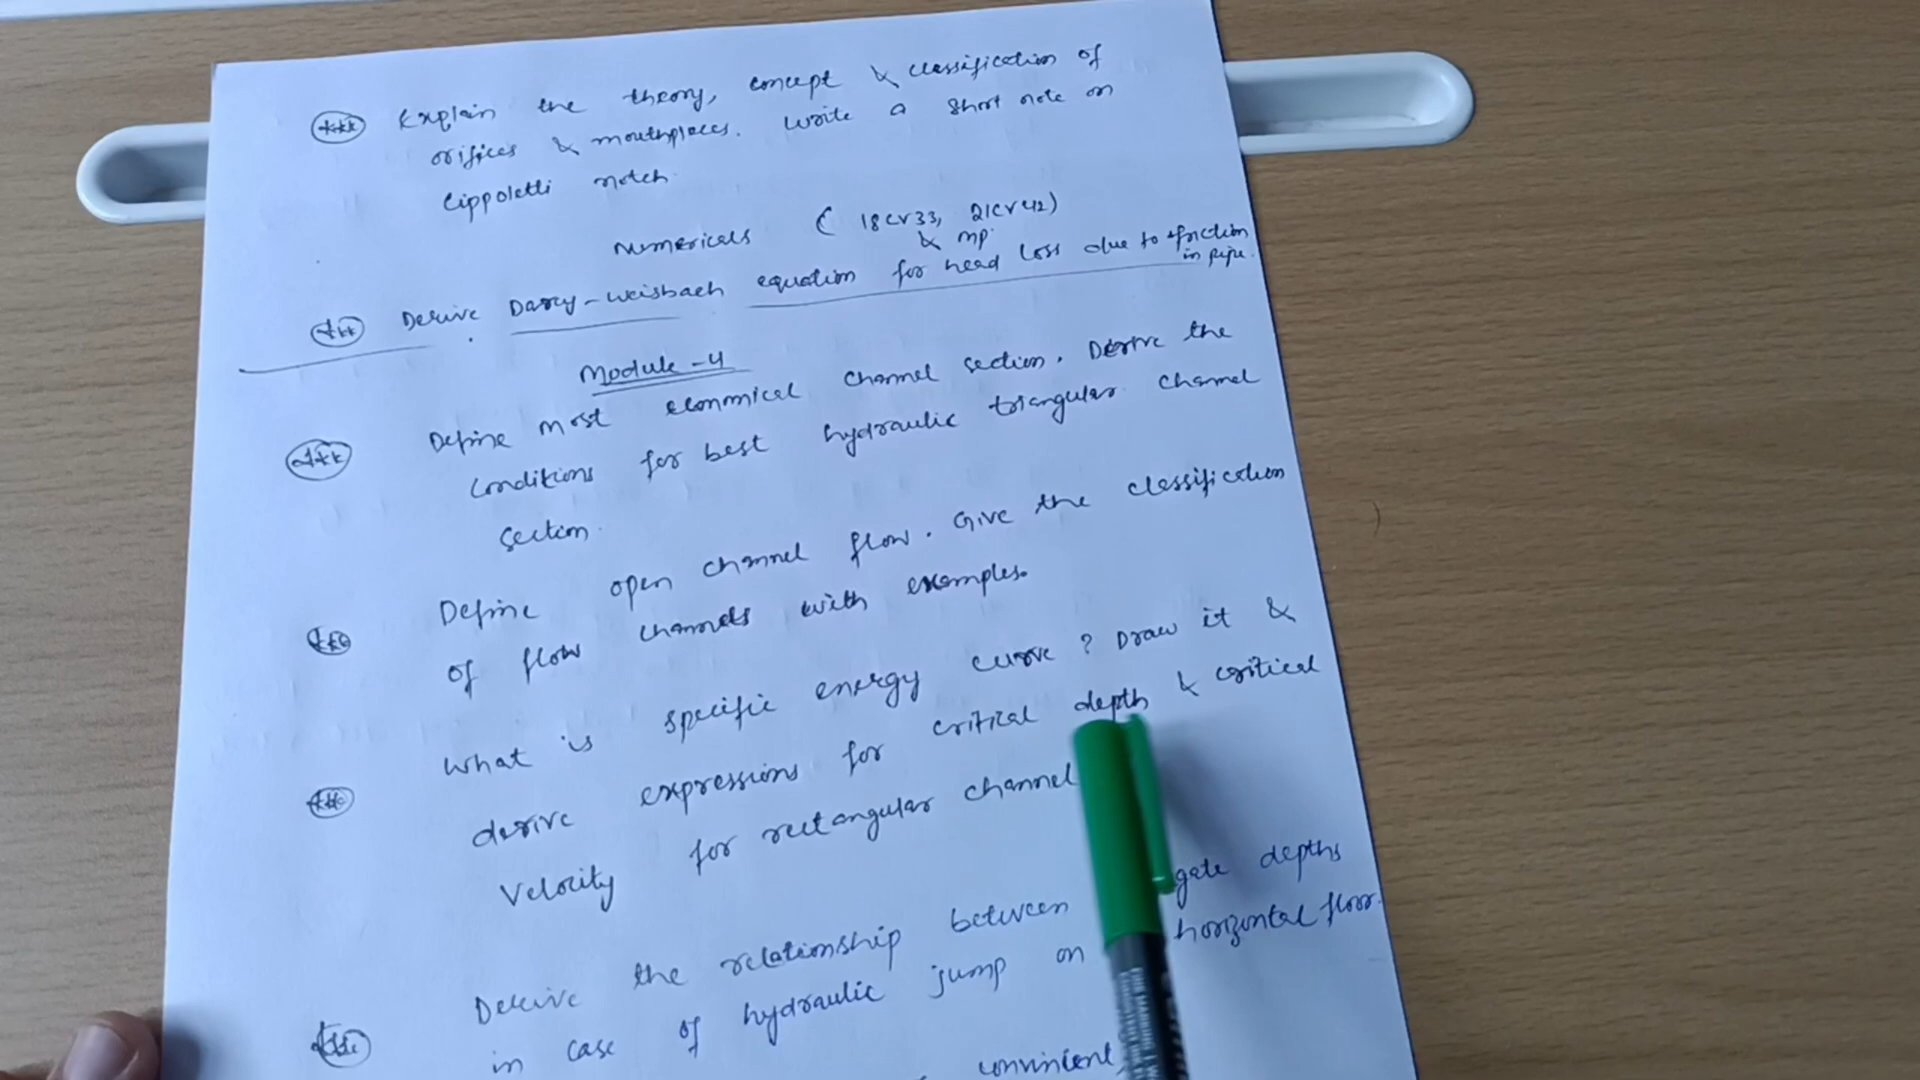 *** Explain the theory, concept & classification of
orifices & mouthpieces. Write a short note on
Cippoletti notch.
Numericals (18CV33, 21CV42)
& mp.
*** Derive Darcy-Weisbach equation for head loss due to friction
in pipe.
Module-4
*** Define most economical channel section. Derive the
conditions for best hydraulic triangular channel
section.
Define open channel flow. Give the classification
of flow channels with examples.
What is specific energy curve? Draw it &
derive expressions for critical depth & critical
Velocity for rectangular channel
Derive the relationship between gate depths
in case of hydraulic jump on horizontal floor.